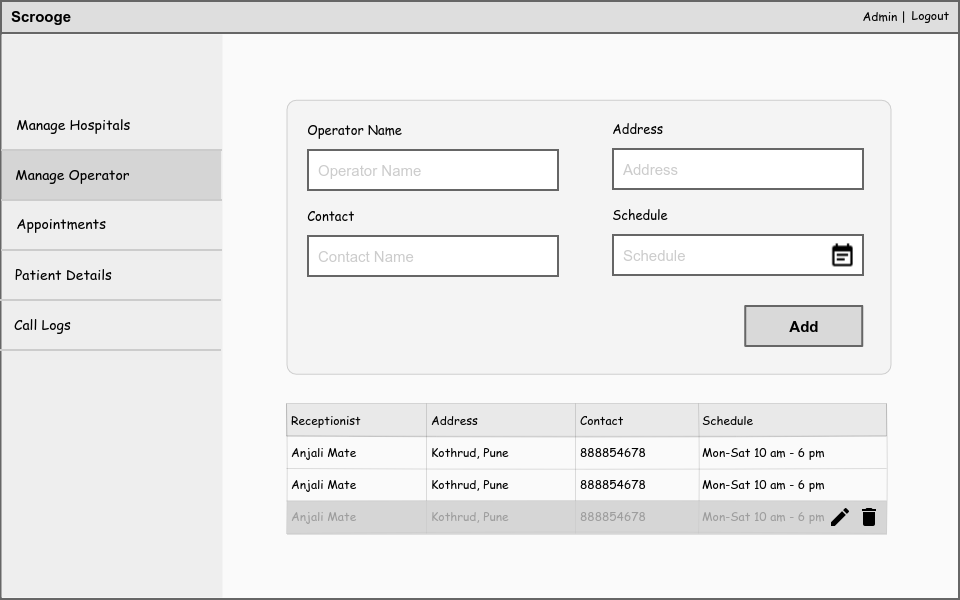 Scrooge
Admin | Logout
Manage Hospitals
Manage Operator
Appointments
Patient Details
Call Logs
Operator Name
Address
Operator Name
Address
Contact
Schedule
Contact Name
Schedule
Add
Receptionist Address Contact Schedule
Anjali Mate Kothrud, Pune 888854678 Mon-Sat 10 am - 6 pm
Anjali Mate Kothrud, Pune 888854678 Mon-Sat 10 am - 6 pm
Anjali Mate Kothrud, Pune 888854678 Mon-Sat 10 am - 6 pm